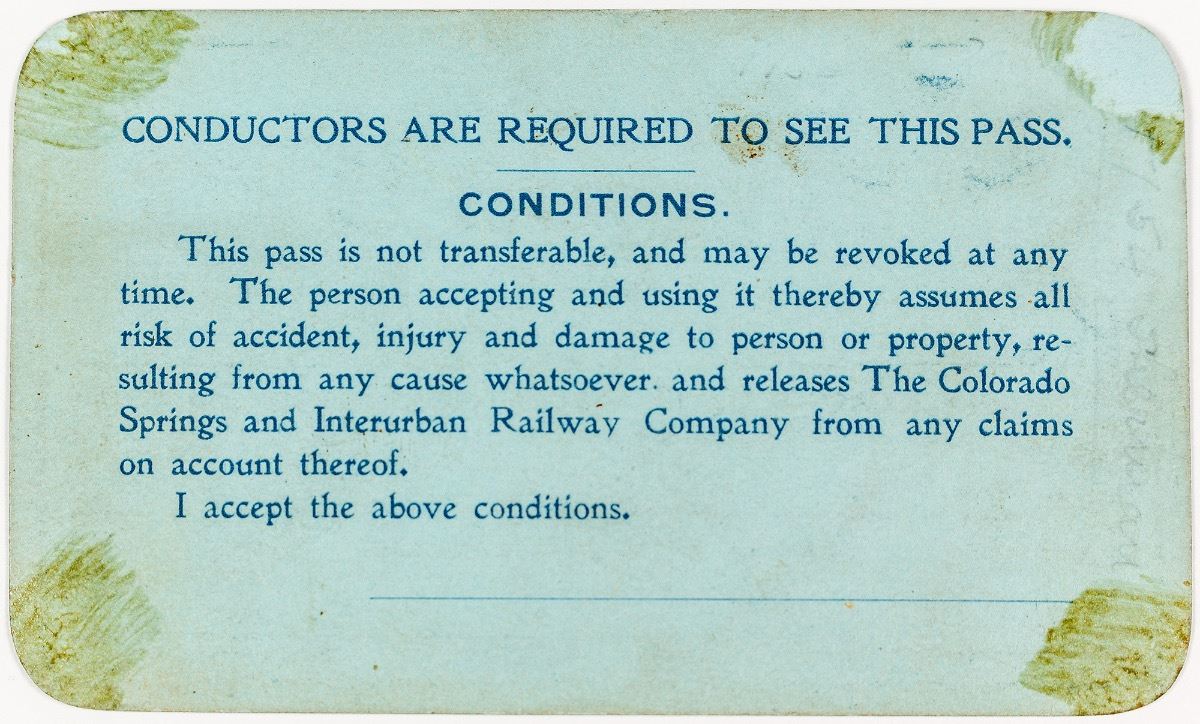 CONDUCTORS ARE REQUIRED TO SEE THIS PASS.
CONDITIONS.
This pass is not transferable, and may be revoked at any
time. The person accepting and using it thereby assumes all
risk of accident, injury and damage to person or property, re-
sulting from any cause whatsoever. and releases The Colorado
Springs and Interurban Railway Company from any claims
on account thereof.
I accept the above conditions.